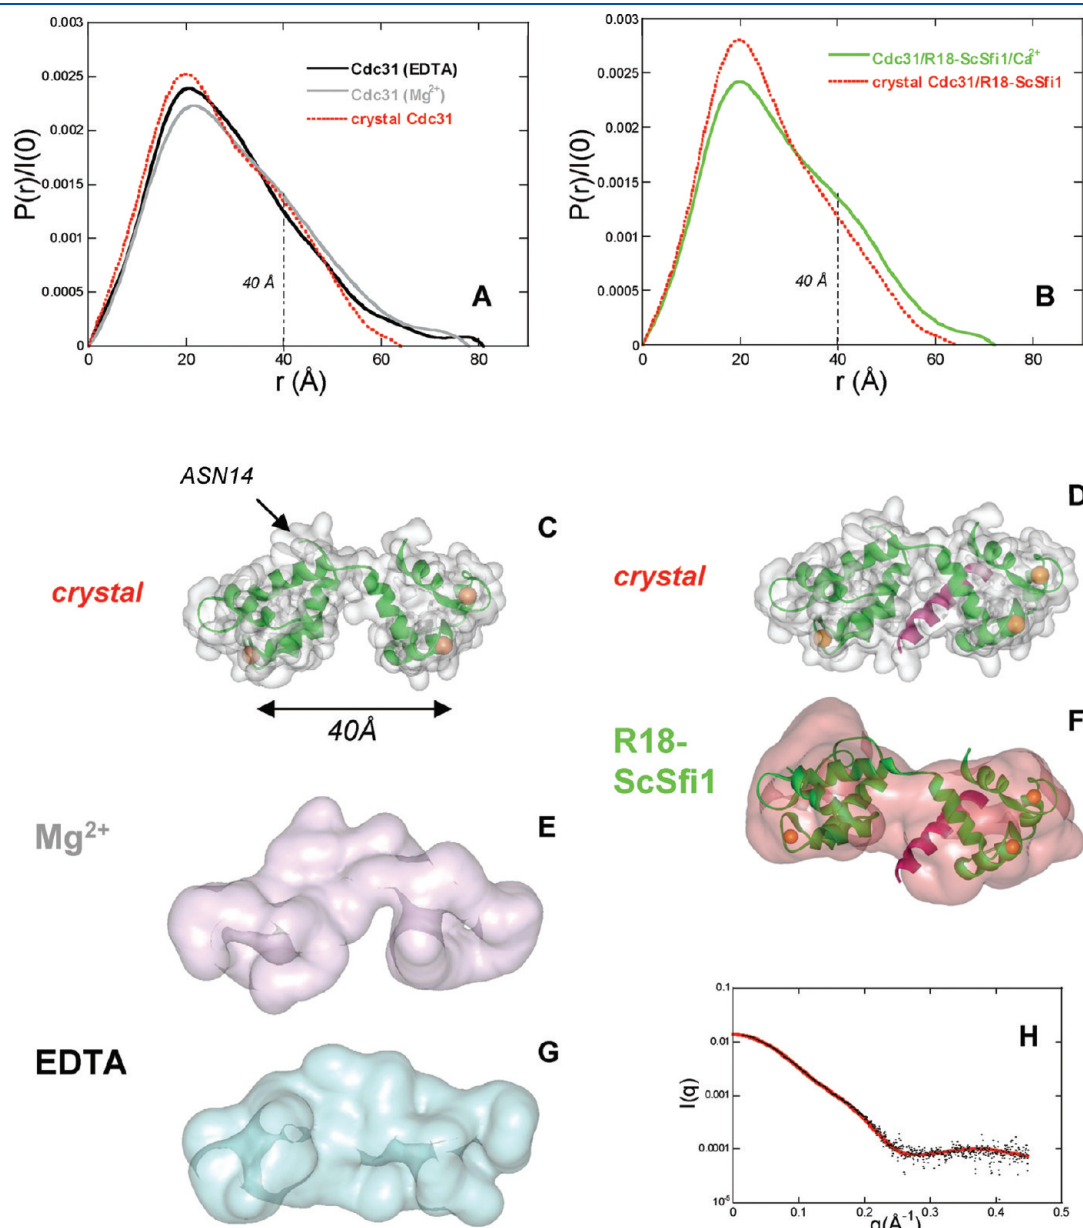 0.003
0.0025
0.002
0.0015
0.001
0.0005
0
P(r)/I(0)
Cdc31 (EDTA)
Cdc31 (Mg2+)
crystal Cdc31
40 Å
A
0 20 40 60 80
r (Å)
0.003
0.0025
0.002
0.0015
0.001
0.0005
0
P(r)/I(0)
Cdc31/R18-ScSfi1/Ca2+
crystal Cdc31/R18-ScSfi1
40 Å
B
0 20 40 60 80
r (Å)
ASN14
C
crystal
40Å
D
crystal
Mg2+
E
R18-
ScSfi1
F
EDTA
G
0.1
0.01
0.001
0.0001
10-5
I(q)
H
0 0.1 0.2 0.3 0.4 0.5
q(Å-1)